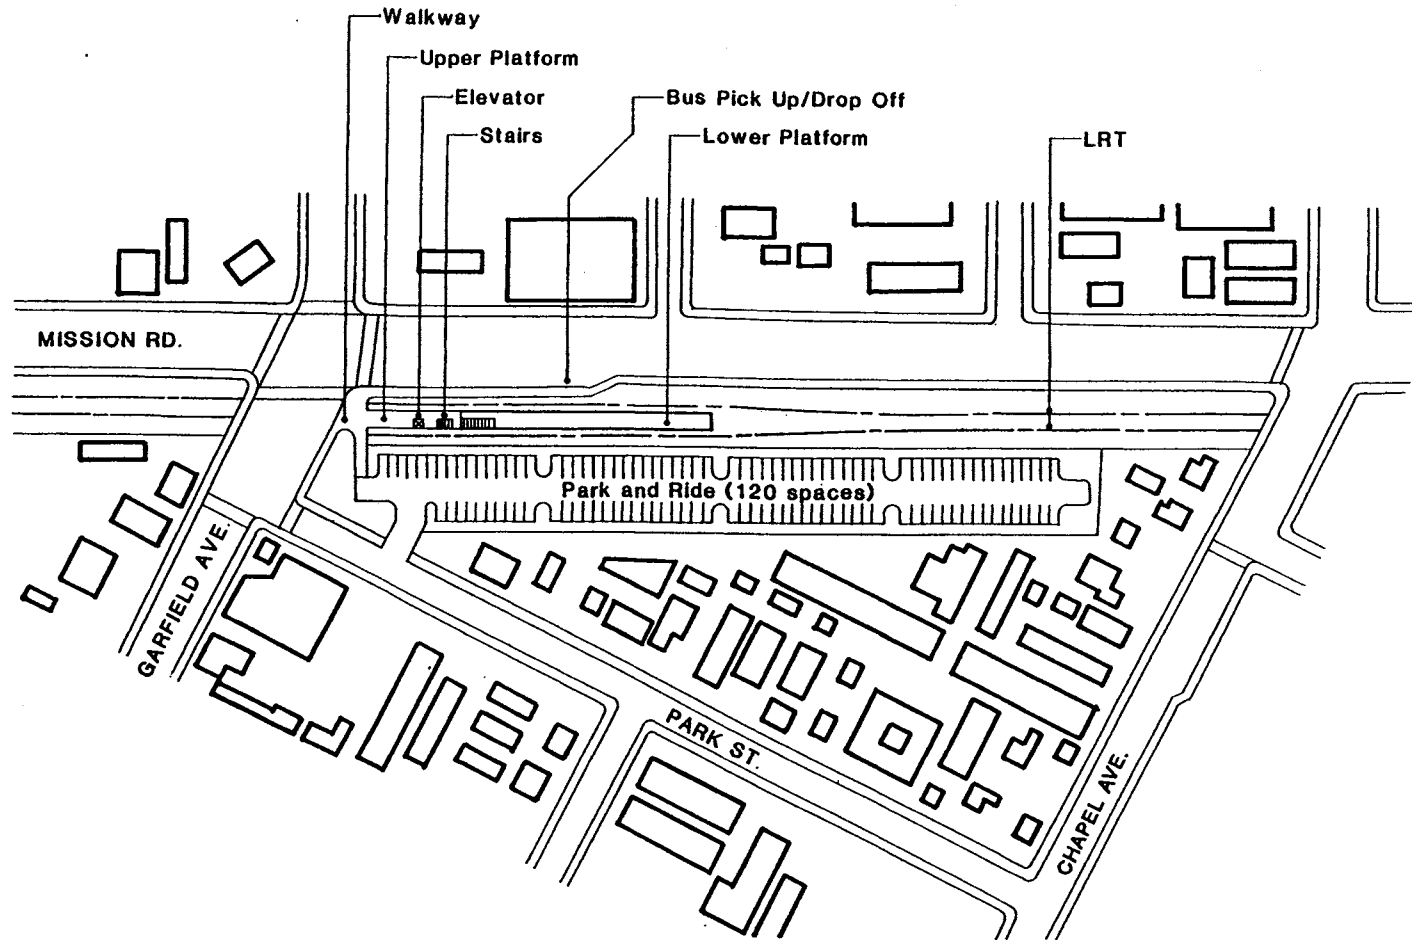 Walkway
Upper Platform
Elevator
Bus Pick Up/Drop Off
Stairs
Lower Platform
LRT
MISSION RD.
Park and Ride (120 spaces)
GARFIELD AVE.
PARK ST.
CHAPEL AVE.